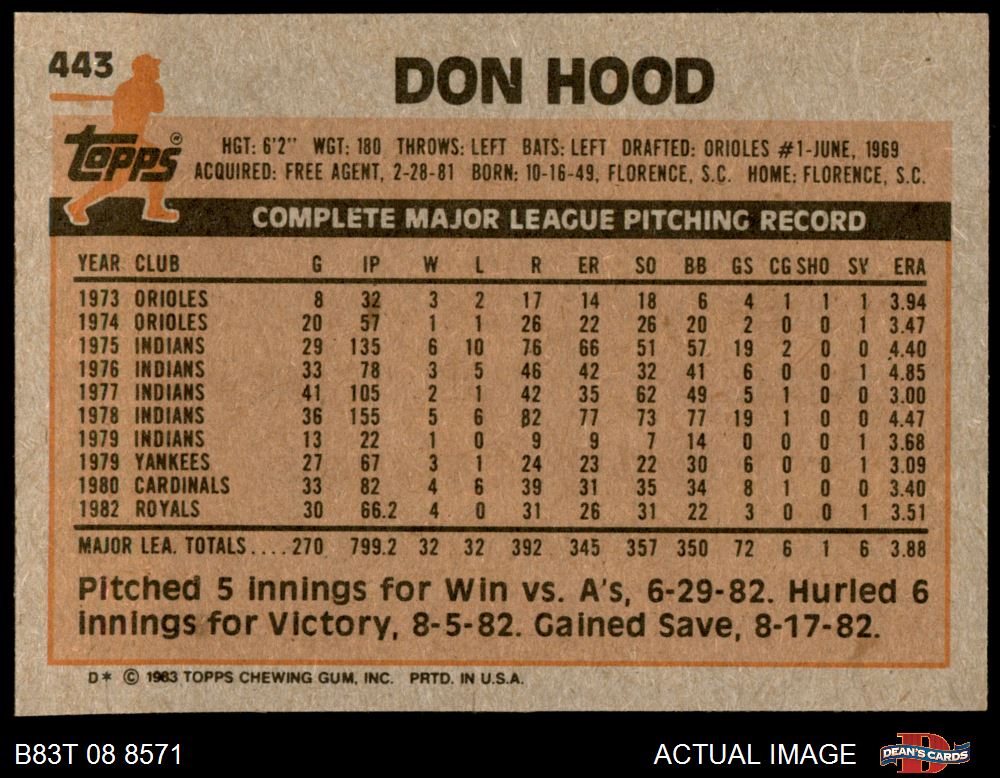 443
DON HOOD
Topps®
HGT: 6'2" WGT: 180 THROWS: LEFT BATS: LEFT DRAFTED: ORIOLES #1-JUNE, 1969
ACQUIRED: FREE AGENT, 2-28-81 BORN: 10-16-49, FLORENCE, S.C. HOME: FLORENCE, S.C.
COMPLETE MAJOR LEAGUE PITCHING RECORD
YEAR CLUB G IP W L R ER SO BB GS CG SHO SV ERA
1973 ORIOLES 8 32 3 2 17 14 18 6 4 1 1 1 3.94
1974 ORIOLES 20 57 1 1 26 22 26 20 2 0 0 1 3.47
1975 INDIANS 29 135 6 10 76 66 51 57 19 2 0 0 4.40
1976 INDIANS 33 78 3 5 46 42 32 41 6 0 0 1 4.85
1977 INDIANS 41 105 2 1 42 35 62 49 5 1 0 0 3.00
1978 INDIANS 36 155 5 6 82 77 73 77 19 1 0 0 4.47
1979 INDIANS 13 22 1 0 9 9 7 14 0 0 0 1 3.68
1979 YANKEES 27 67 3 1 24 23 22 30 6 0 0 1 3.09
1980 CARDINALS 33 82 4 6 39 31 35 34 8 1 0 0 3.40
1982 ROYALS 30 66.2 4 0 31 26 31 22 3 0 0 1 3.51
MAJOR LEA. TOTALS....270 799.2 32 32 392 345 357 350 72 6 1 6 3.88
Pitched 5 innings for Win vs. A's, 6-29-82. Hurled 6
innings for Victory, 8-5-82. Gained Save, 8-17-82.
D* © 1983 TOPPS CHEWING GUM, INC. PRTD. IN U.S.A.
B83T 08 8571
ACTUAL IMAGE
DEAN'S CARDS